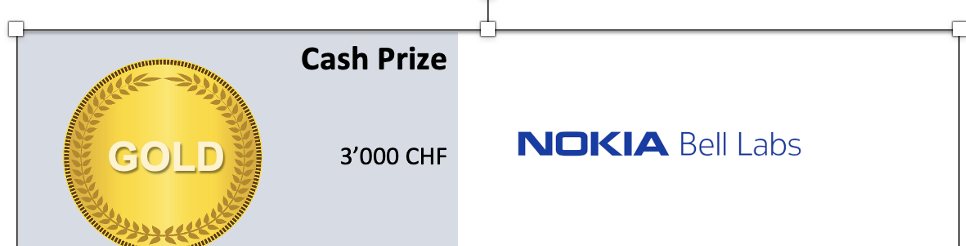 Cash Prize
GOLD
3’000 CHF
NOKIA Bell Labs